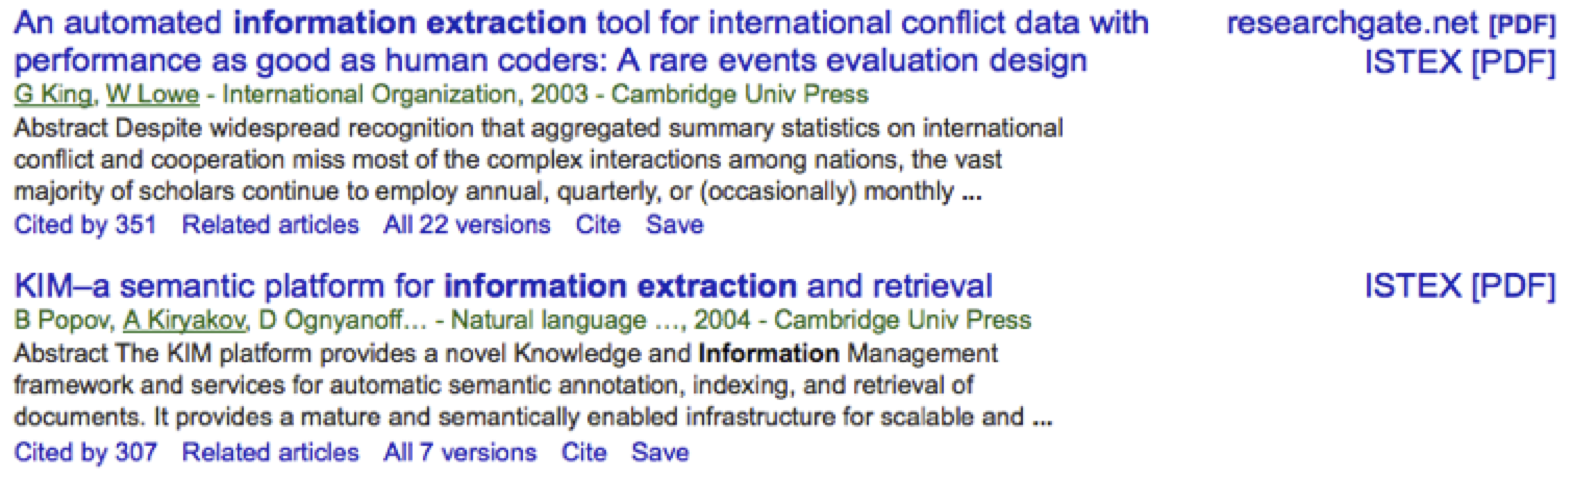 An automated information extraction tool for international conflict data with
researchgate.net [PDF]
performance as good as human coders: A rare events evaluation design
ISTEX [PDF]
G King, W Lowe - International Organization, 2003 - Cambridge Univ Press
Abstract Despite widespread recognition that aggregated summary statistics on international
conflict and cooperation miss most of the complex interactions among nations, the vast
majority of scholars continue to employ annual, quarterly, or (occasionally) monthly ...
Cited by 351 Related articles All 22 versions Cite Save
KIM–a semantic platform for information extraction and retrieval
ISTEX [PDF]
B Popov, A Kiryakov, D Ognyanoff... - Natural language ..., 2004 - Cambridge Univ Press
Abstract The KIM platform provides a novel Knowledge and Information Management
framework and services for automatic semantic annotation, indexing, and retrieval of
documents. It provides a mature and semantically enabled infrastructure for scalable and ...
Cited by 307 Related articles All 7 versions Cite Save